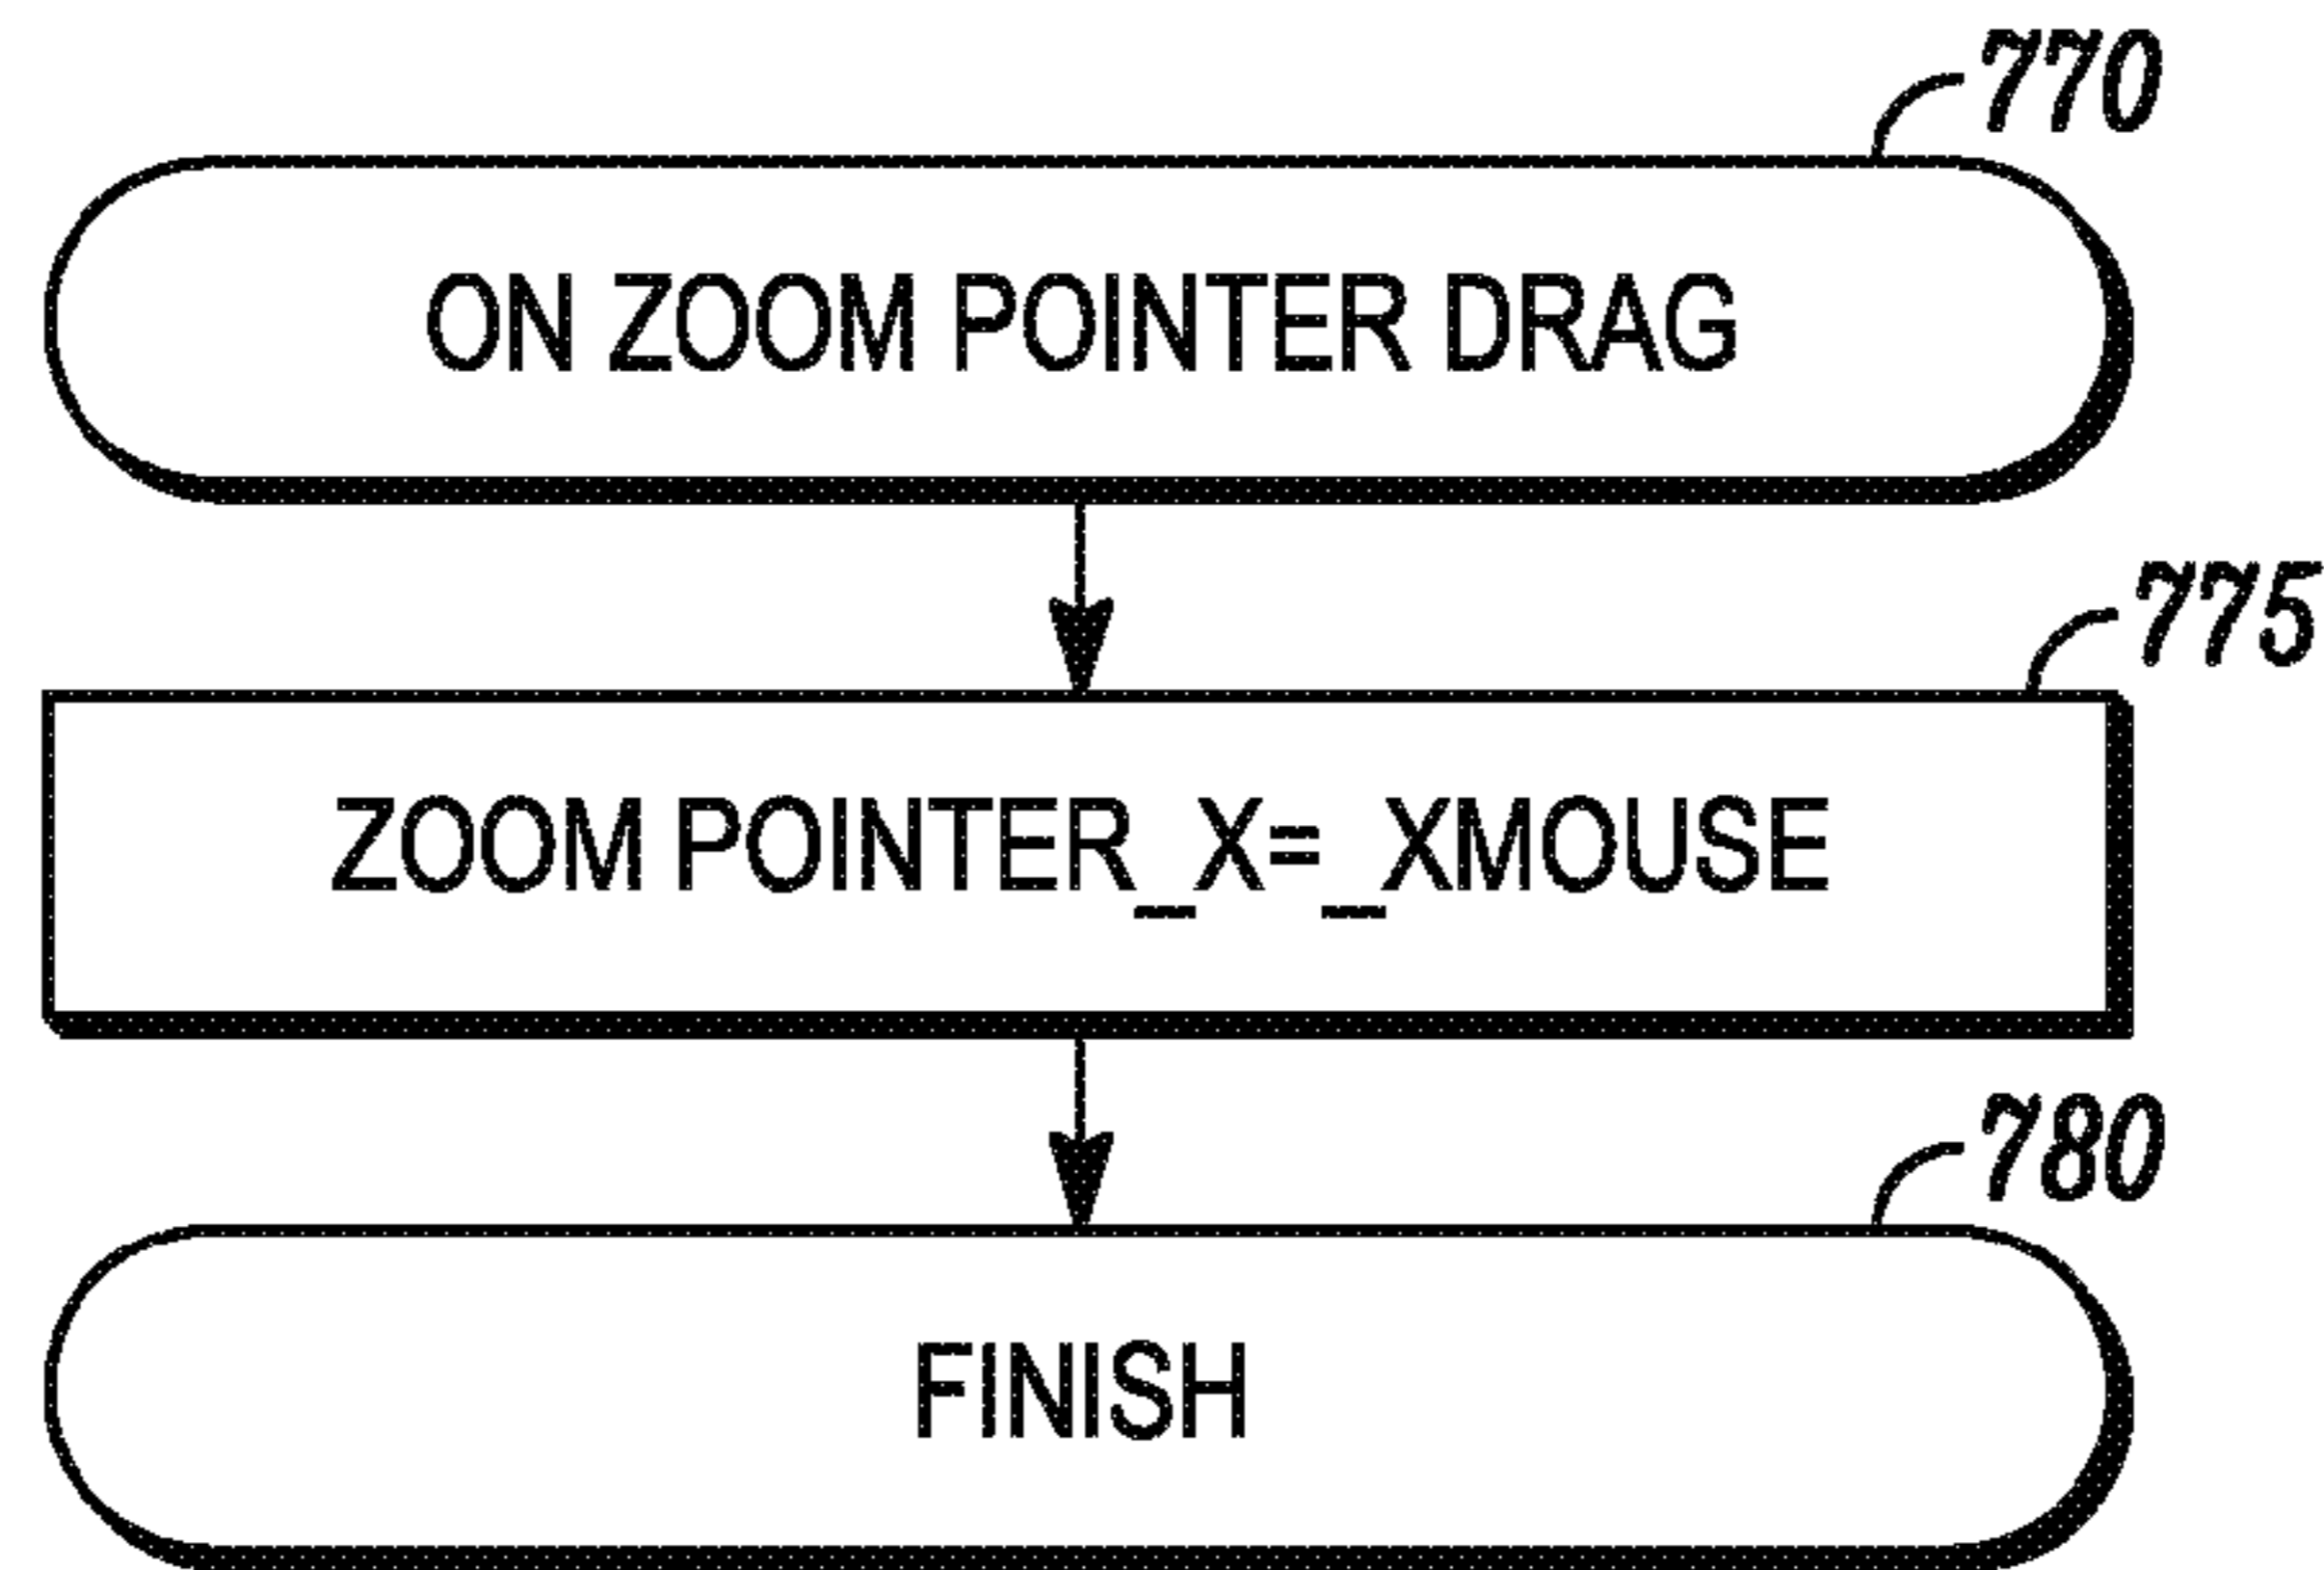 770
ON ZOOM POINTER DRAG
775
ZOOM POINTER_X=_XMOUSE
780
FINISH